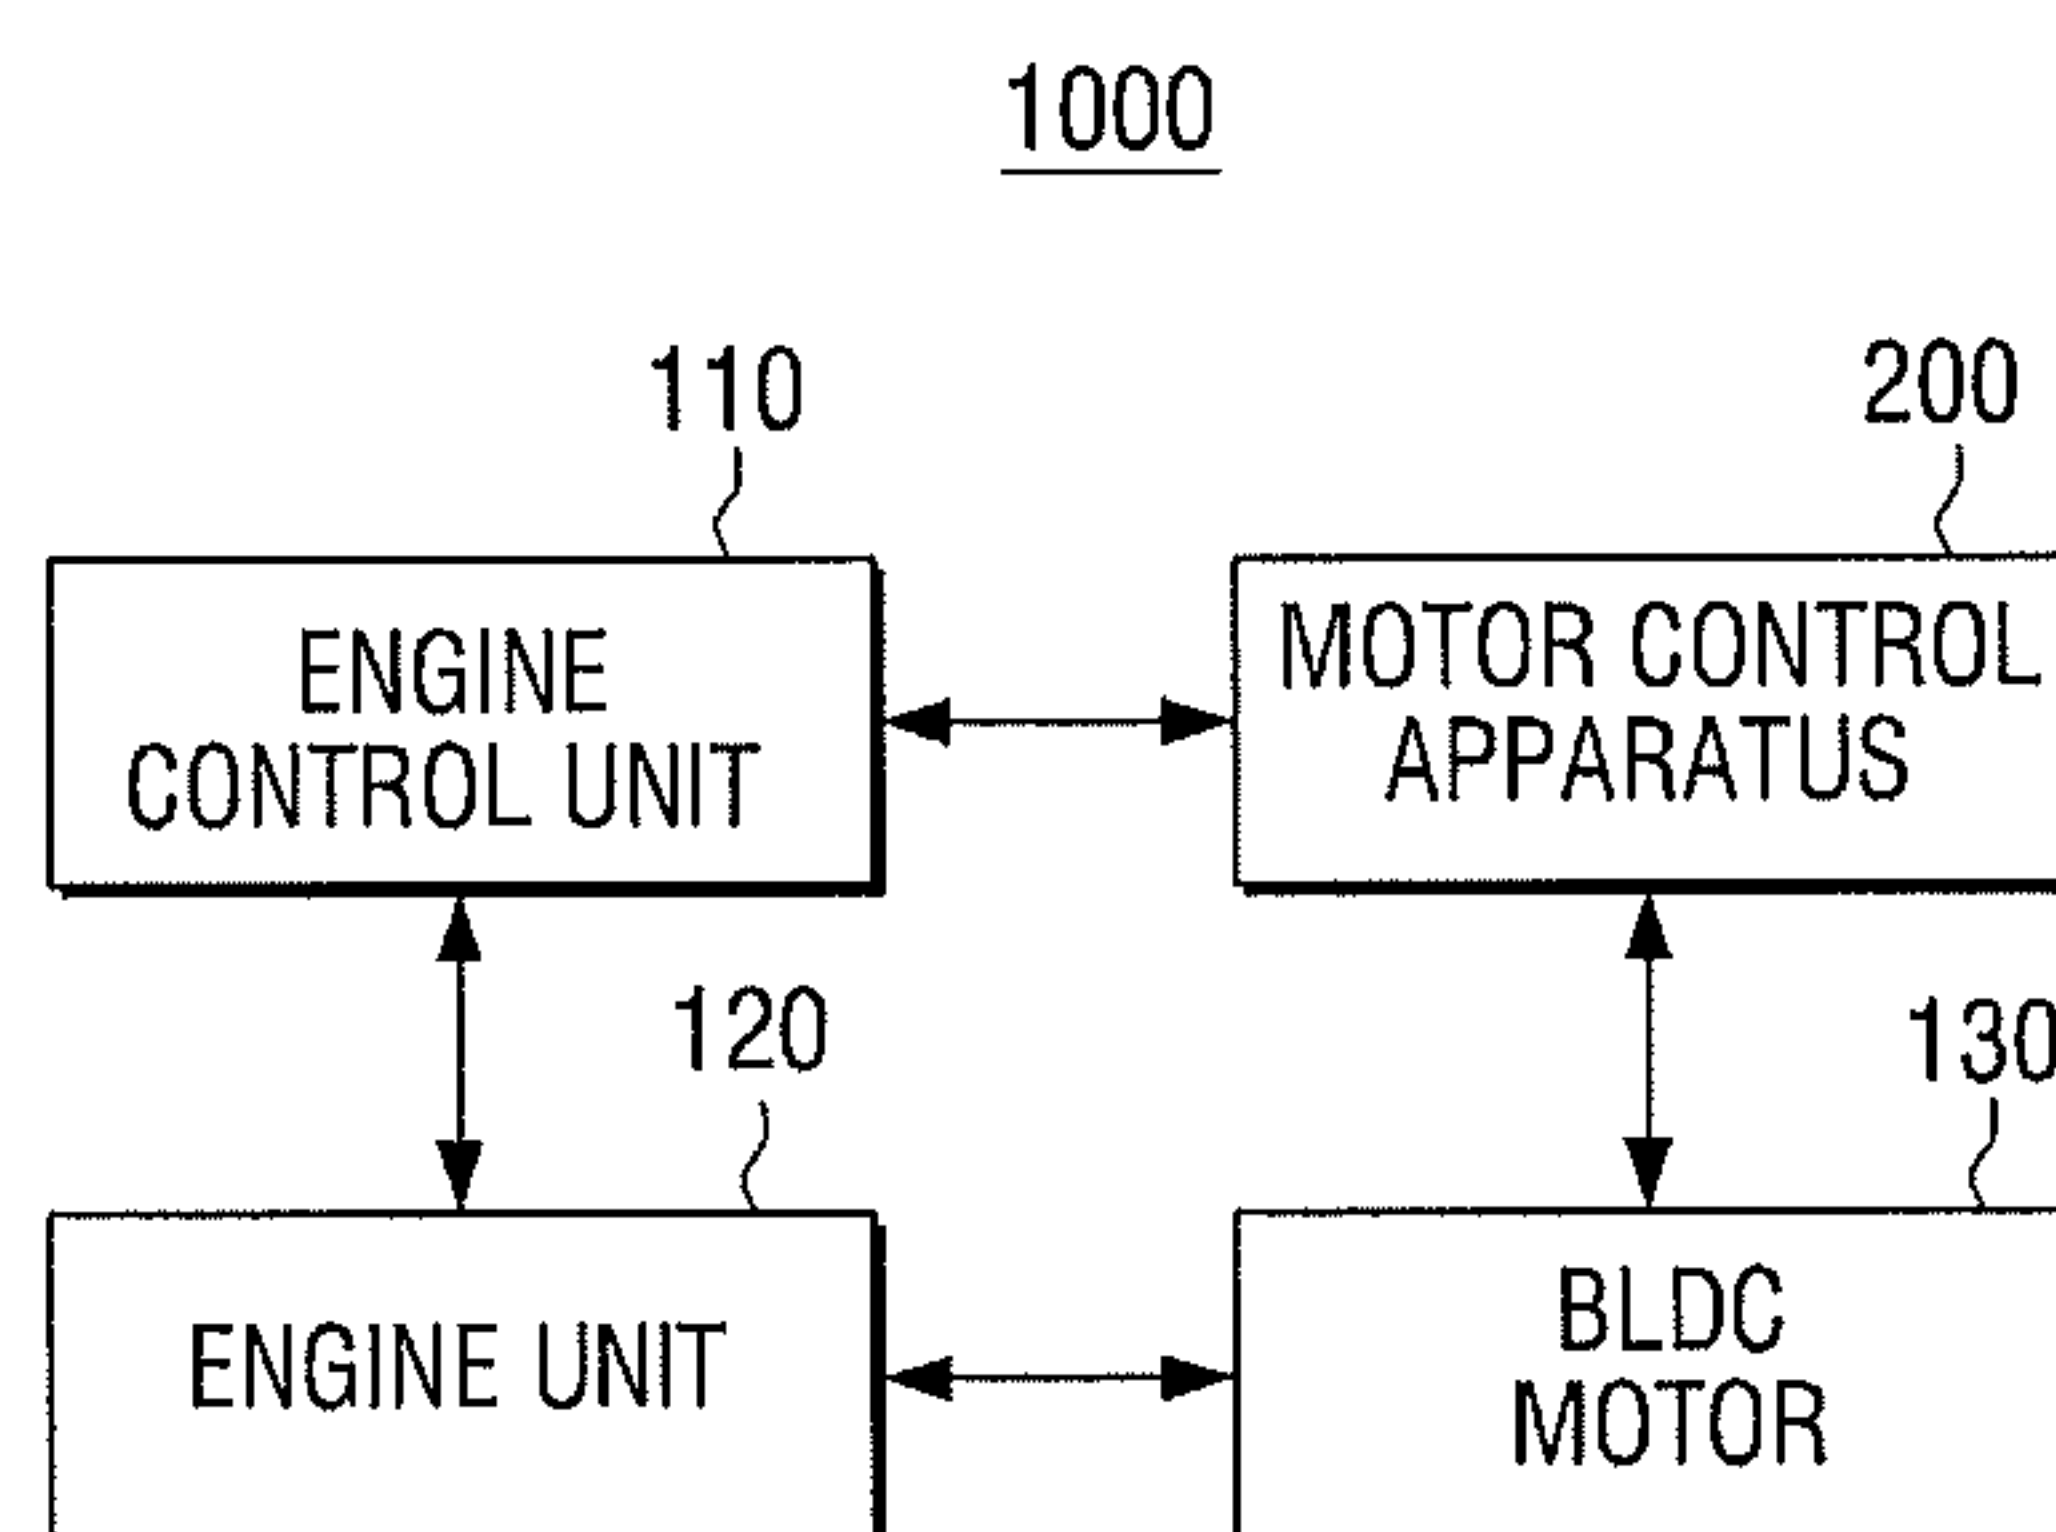 1000
110
200
ENGINE
CONTROL UNIT
MOTOR CONTROL
APPARATUS
120
130
ENGINE UNIT
BLDC
MOTOR